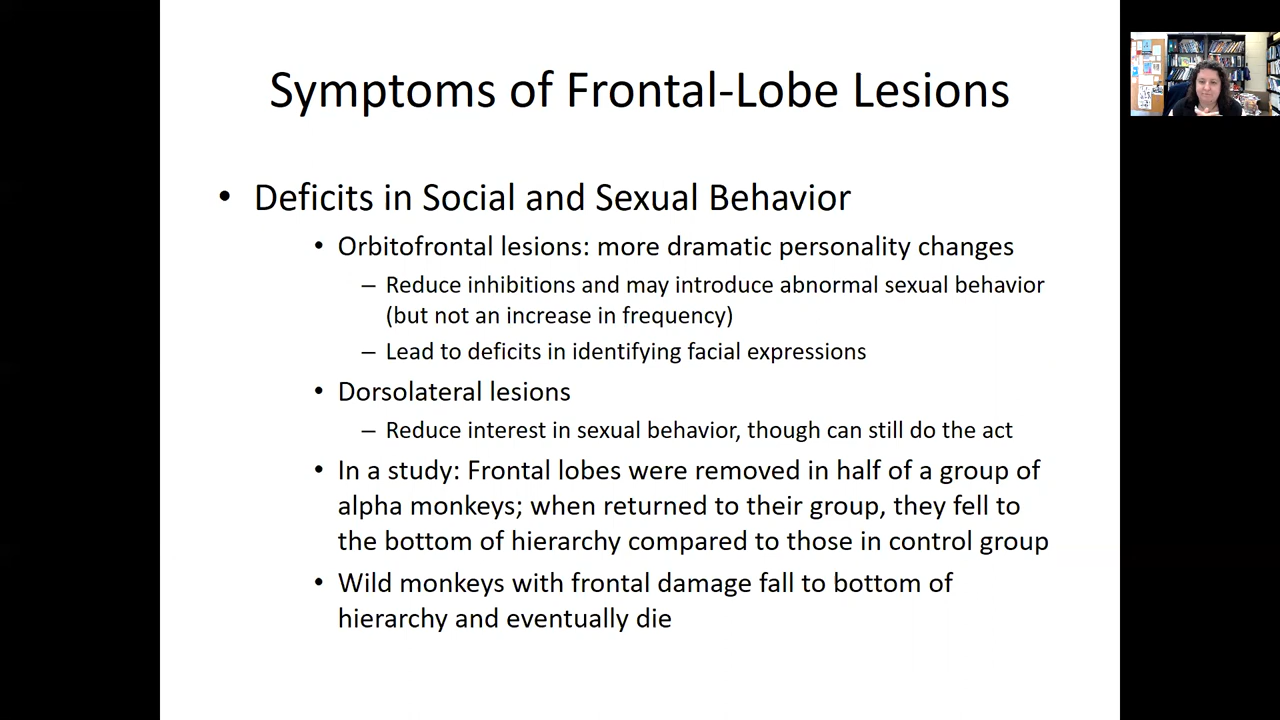 Symptoms of Frontal-Lobe Lesions
• Deficits in Social and Sexual Behavior
• Orbitofrontal lesions: more dramatic personality changes
– Reduce inhibitions and may introduce abnormal sexual behavior
(but not an increase in frequency)
– Lead to deficits in identifying facial expressions
• Dorsolateral lesions
– Reduce interest in sexual behavior, though can still do the act
• In a study: Frontal lobes were removed in half of a group of
alpha monkeys; when returned to their group, they fell to
the bottom of hierarchy compared to those in control group
• Wild monkeys with frontal damage fall to bottom of
hierarchy and eventually die